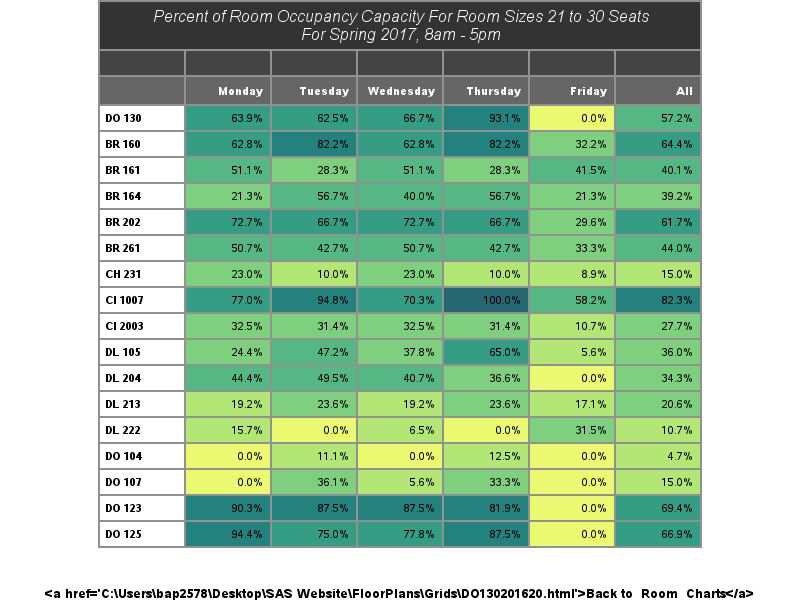 Percent of Room Occupancy Capacity For Room Sizes 21 to 30 Seats
For Spring 2017, 8am - 5pm
Monday Tuesday Wednesday Thursday Friday All
DO 130 63.9% 62.5% 66.7% 93.1% 0.0% 57.2%
BR 160 62.8% 82.2% 62.8% 82.2% 32.2% 64.4%
BR 161 51.1% 28.3% 51.1% 28.3% 41.5% 40.1%
BR 164 21.3% 56.7% 40.0% 56.7% 21.3% 39.2%
BR 202 72.7% 66.7% 72.7% 66.7% 29.6% 61.7%
BR 261 50.7% 42.7% 50.7% 42.7% 33.3% 44.0%
CH 231 23.0% 10.0% 23.0% 10.0% 8.9% 15.0%
CI 1007 77.0% 94.8% 70.3% 100.0% 58.2% 82.3%
CI 2003 32.5% 31.4% 32.5% 31.4% 10.7% 27.7%
DL 105 24.4% 47.2% 37.8% 65.0% 5.6% 36.0%
DL 204 44.4% 49.5% 40.7% 36.6% 0.0% 34.3%
DL 213 19.2% 23.6% 19.2% 23.6% 17.1% 20.6%
DL 222 15.7% 0.0% 6.5% 0.0% 31.5% 10.7%
DO 104 0.0% 11.1% 0.0% 12.5% 0.0% 4.7%
DO 107 0.0% 36.1% 5.6% 33.3% 0.0% 15.0%
DO 123 90.3% 87.5% 87.5% 81.9% 0.0% 69.4%
DO 125 94.4% 75.0% 77.8% 87.5% 0.0% 66.9%
<a href='C:\Users\bap2578\Desktop\SAS Website\FloorPlans\Grids\DO130201620.html'>Back to Room Charts</a>